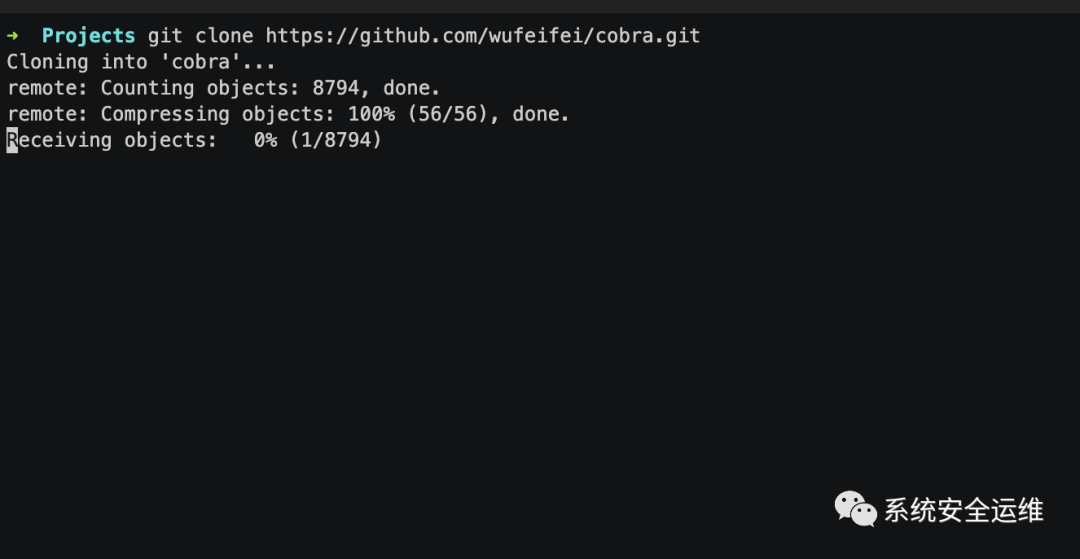 ➜  Projects git clone https://github.com/wufeifei/cobra.git
Cloning into 'cobra'...
remote: Counting objects: 8794, done.
remote: Compressing objects: 100% (56/56), done.
Receiving objects:   0% (1/8794)
系统安全运维